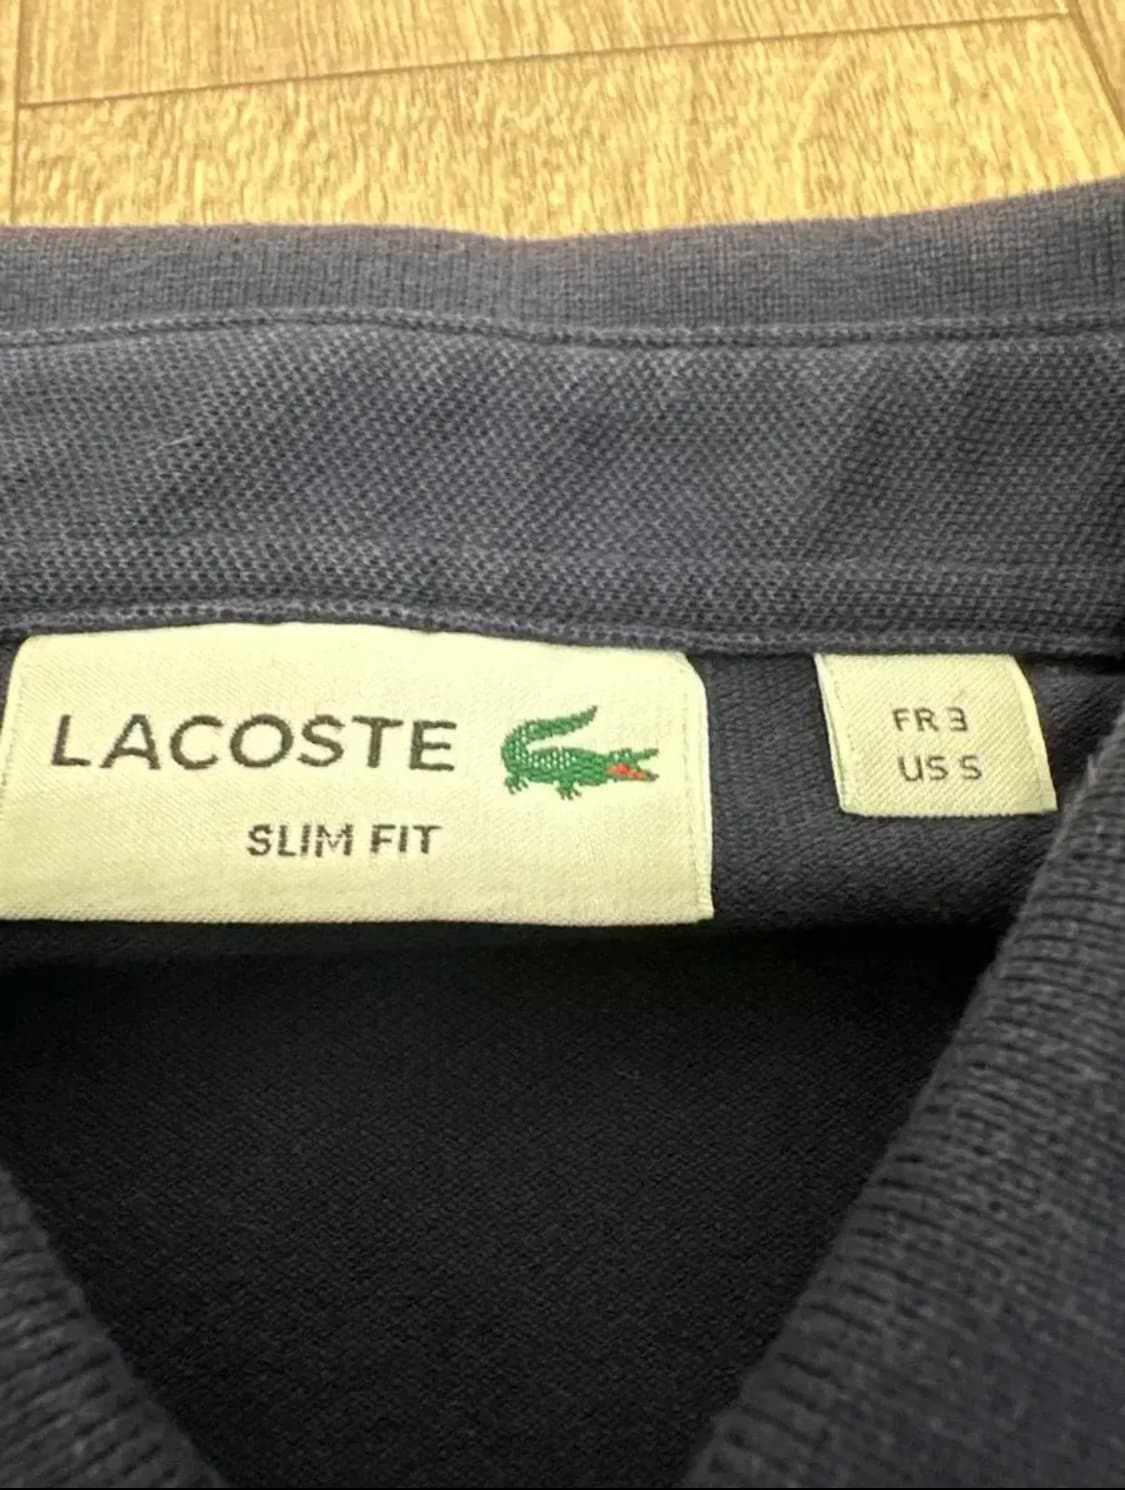 LACOSTE
SLIM FIT
FR 3
US S